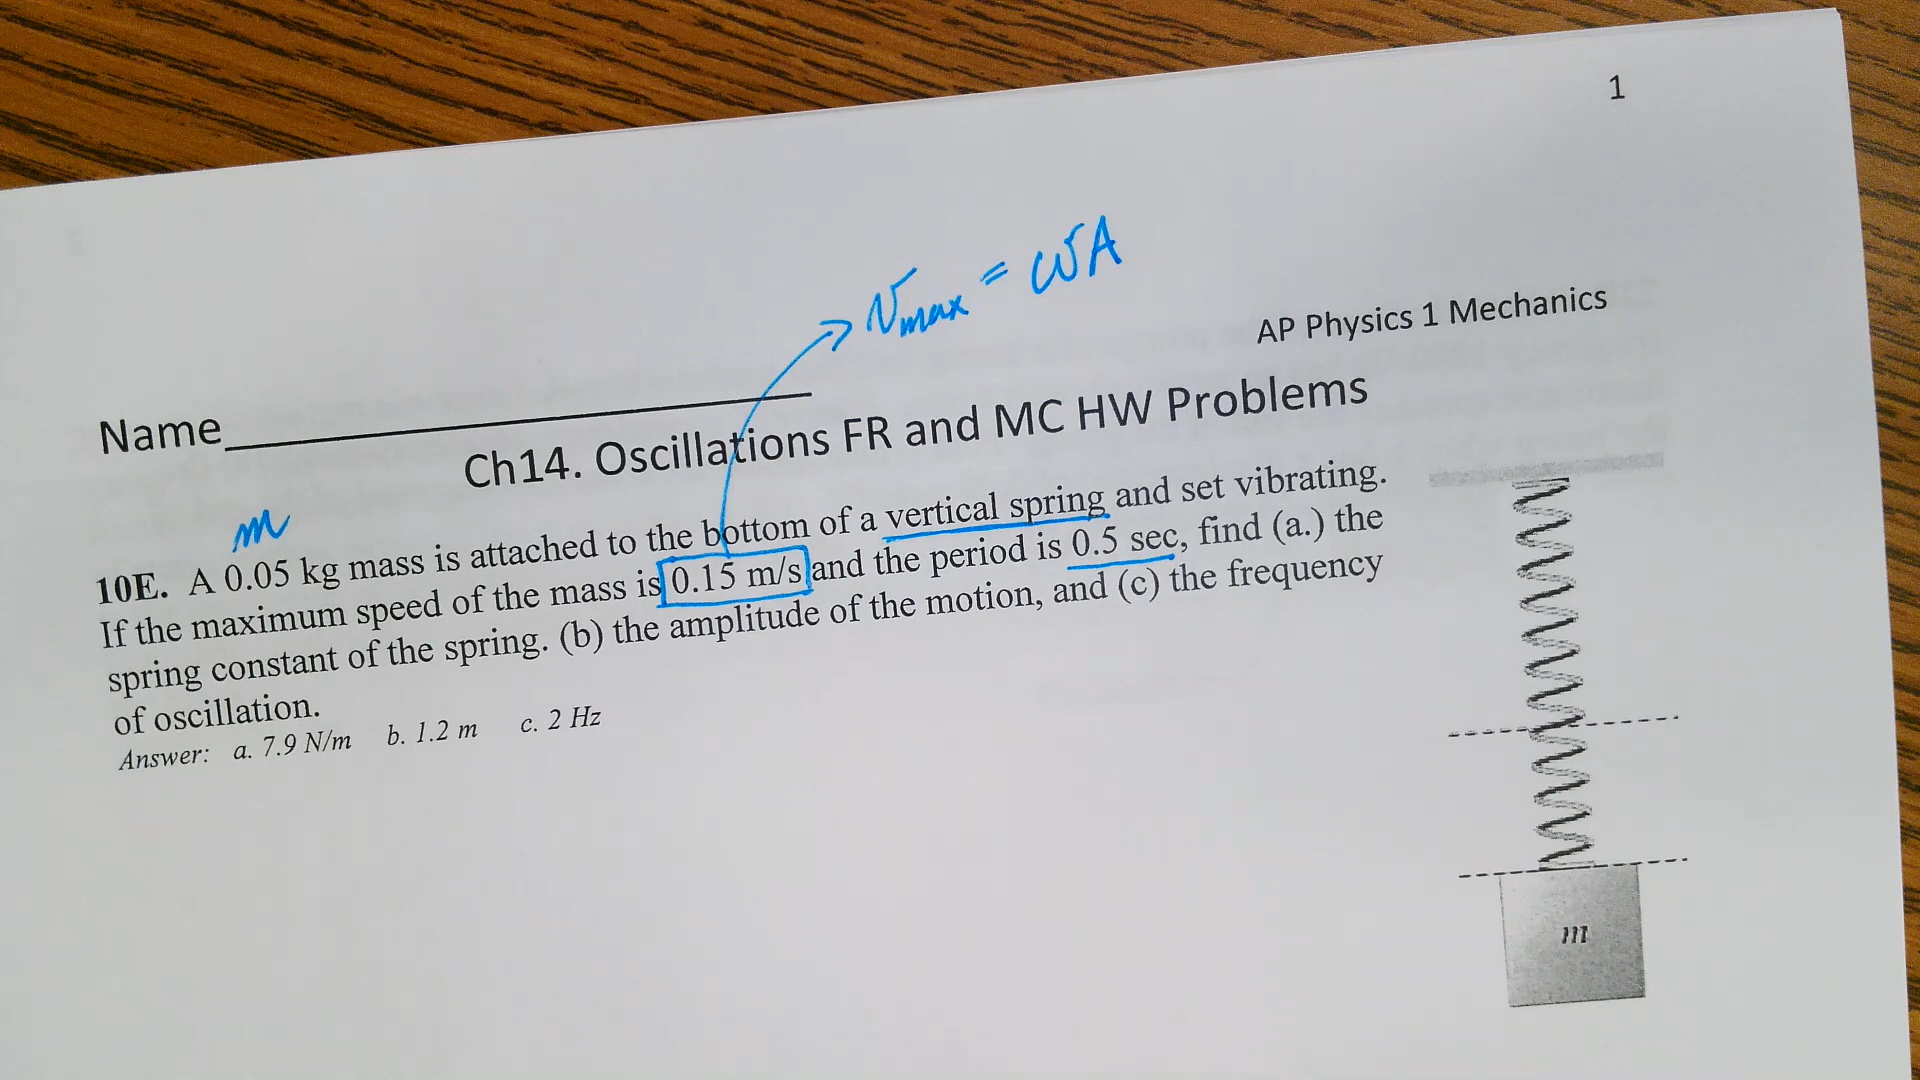 1
Vmax = ωA
AP Physics 1 Mechanics
Name
Ch14. Oscillations FR and MC HW Problems
m
10E. A 0.05 kg mass is attached to the bottom of a vertical spring and set vibrating.
If the maximum speed of the mass is 0.15 m/s and the period is 0.5 sec, find (a.) the
spring constant of the spring. (b) the amplitude of the motion, and (c) the frequency
of oscillation.
Answer: a. 7.9 N/m b. 1.2 m c. 2 Hz
m